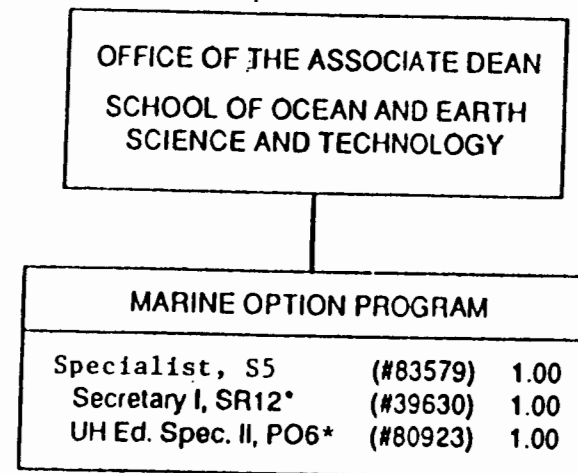 OFFICE OF THE ASSOCIATE DEAN
SCHOOL OF OCEAN AND EARTH
SCIENCE AND TECHNOLOGY
MARINE OPTION PROGRAM
Specialist, S5 (#83579) 1.00
Secretary I, SR12* (#39630) 1.00
UH Ed. Spec. II, PO6* (#80923) 1.00